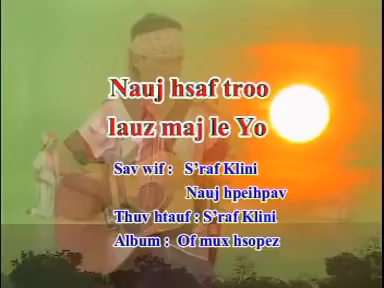 Nauj hsaf troo
lauz maj le Yo
Sav wif : S'raf Klini
Nauj hpeihpav
Thuv htauf : S'raf Klini
Album : Of mux hsopez